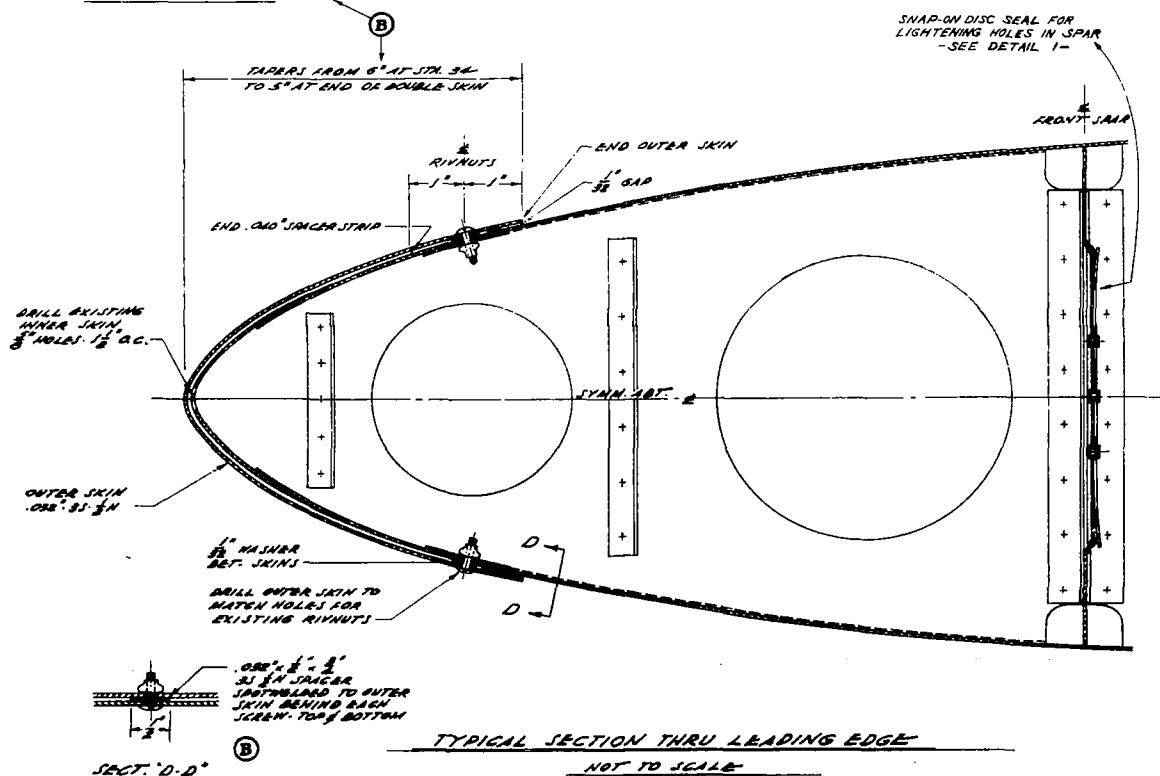 B
SNAP-ON DISC SEAL FOR
LIGHTENING HOLES IN SPAR
-SEE DETAIL 1-
TAPERS FROM 6" AT STA. 34
TO 5" AT END OF DOUBLE SKIN
℄
FRONT SPAR
℄
RIVNUTS
1" 1"
END OUTER SKIN
1/32" GAP
END .040" SPACER STRIP
DRILL EXISTING
INNER SKIN
HOLES - 1 1/2" O.C.
SYMM. ABT. ℄
OUTER SKIN
.032" 3S 1/2 H
1/32" WASHER
BET. SKINS
D
D
DRILL OUTER SKIN TO
MATCH HOLES FOR
EXISTING RIVNUTS
.032" x 1/2" x
3S 1/2 H SPACER
SPOTWELDED TO OUTER
SKIN BEHIND EACH
SCREW - TOP & BOTTOM
B
SECT. "D-D"
TYPICAL SECTION THRU LEADING EDGE
NOT TO SCALE